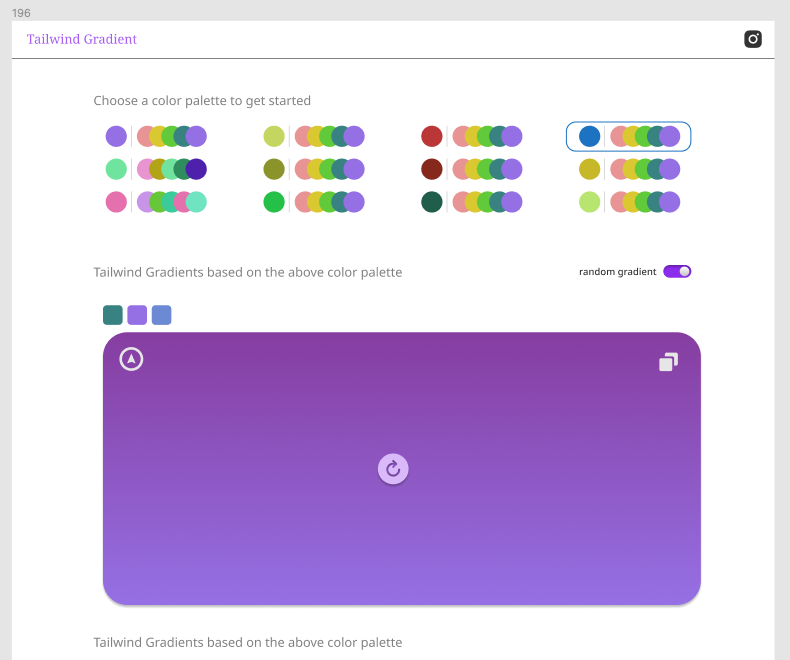 196
Tailwind Gradient
Choose a color palette to get started
Tailwind Gradients based on the above color palette
random gradient
Tailwind Gradients based on the above color palette